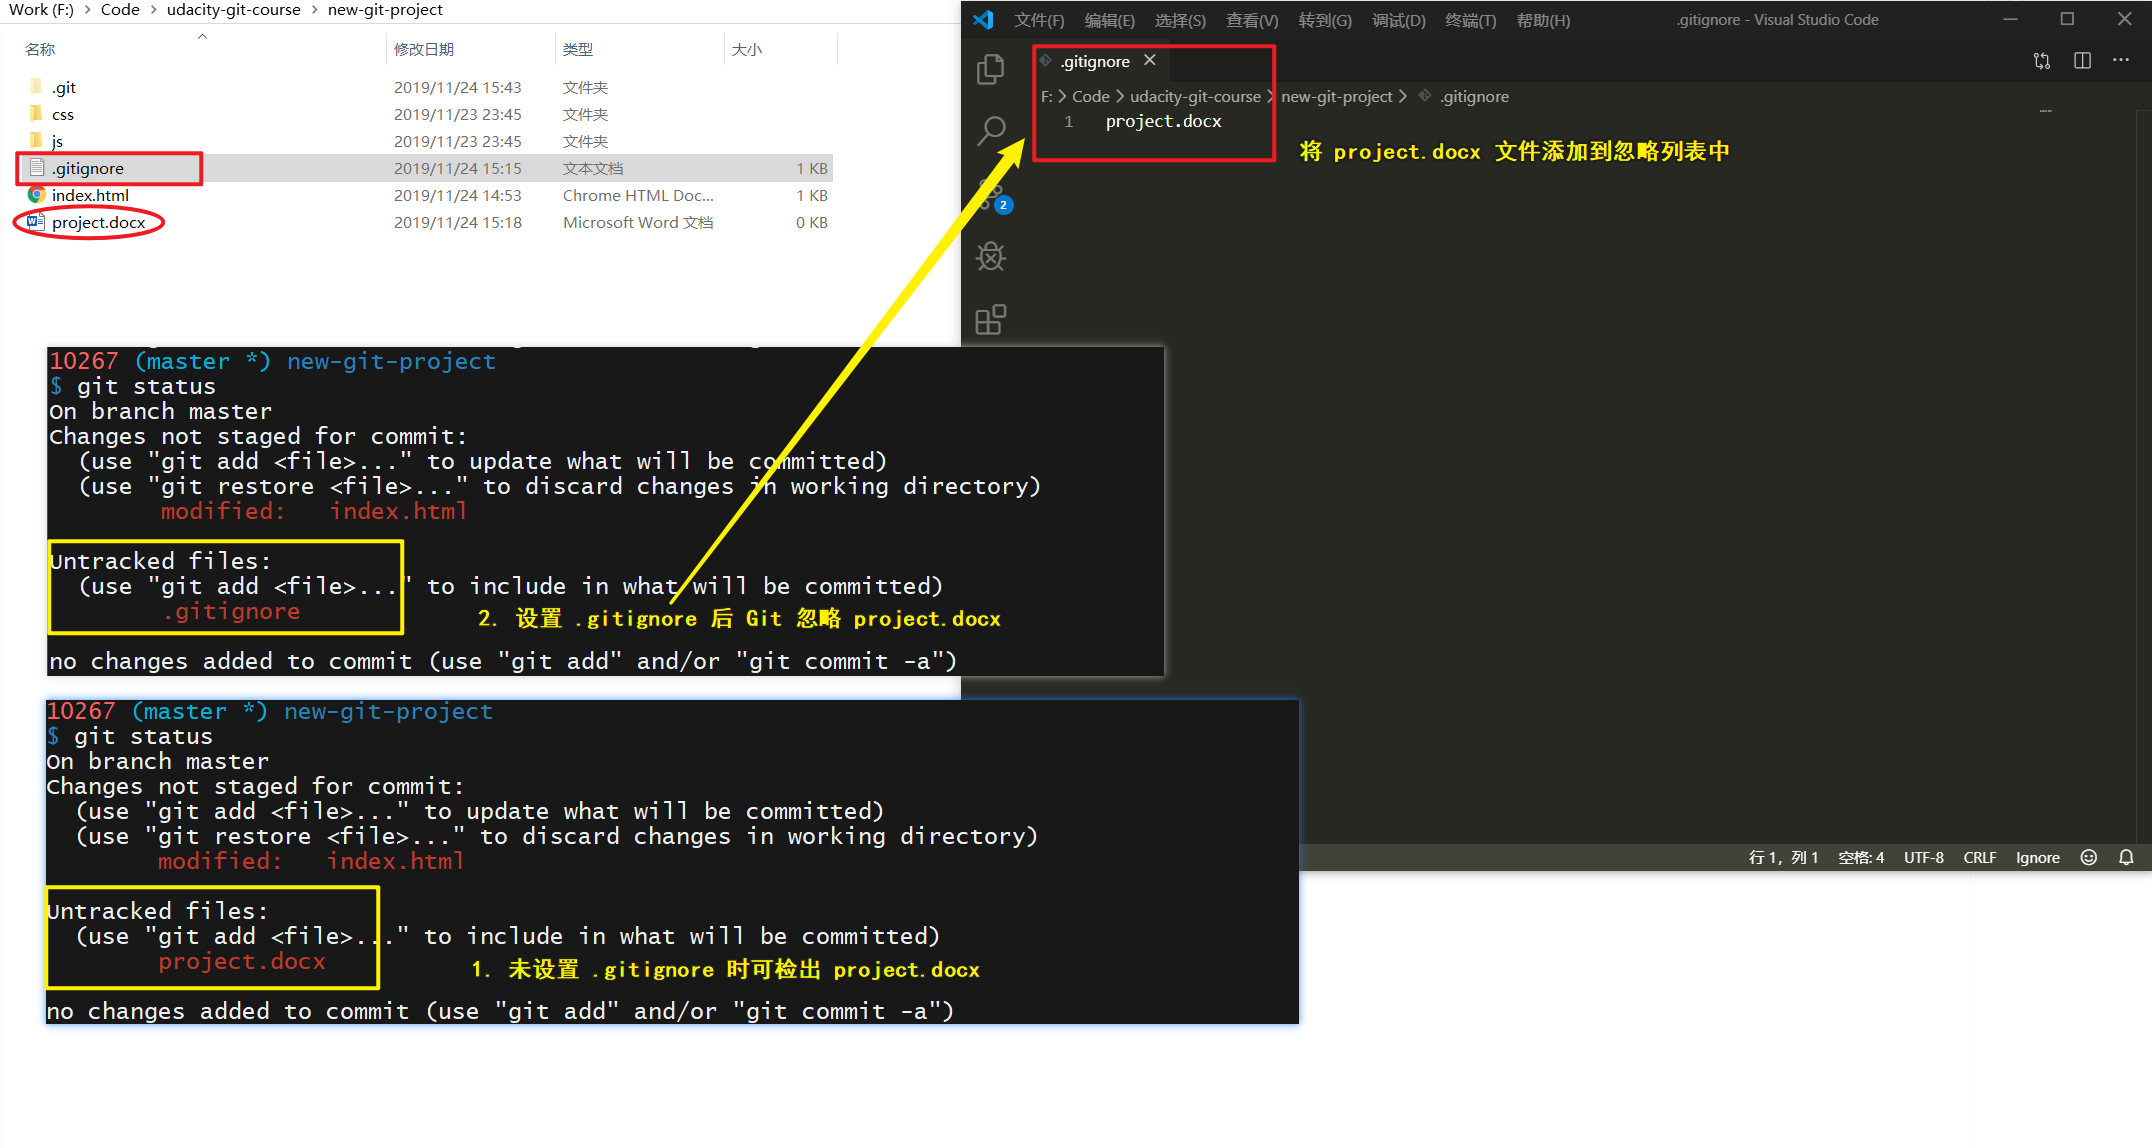 Work (F:) > Code > udacity-git-course > new-git-project
名称 修改日期 类型 大小
.git 2019/11/24 15:43 文件夹
css 2019/11/23 23:45 文件夹
js 2019/11/23 23:45 文件夹
.gitignore 2019/11/24 15:15 文本文档 1 KB
index.html 2019/11/24 14:53 Chrome HTML Doc... 1 KB
project.docx 2019/11/24 15:18 Microsoft Word 文档 0 KB
文件(F) 编辑(E) 选择(S) 查看(V) 转到(G) 调试(D) 终端(T) 帮助(H) .gitignore - Visual Studio Code
.gitignore
F: > Code > udacity-git-course > new-git-project > .gitignore
1 project.docx
将 project.docx 文件添加到忽略列表中
2
10267 (master *) new-git-project
$ git status
On branch master
Changes not staged for commit:
(use "git add <file>..." to update what will be committed)
(use "git restore <file>..." to discard changes in working directory)
modified: index.html
Untracked files:
(use "git add <file>..." to include in what will be committed)
.gitignore
2. 设置 .gitignore 后 Git 忽略 project.docx
no changes added to commit (use "git add" and/or "git commit -a")
10267 (master *) new-git-project
$ git status
On branch master
Changes not staged for commit:
(use "git add <file>..." to update what will be committed)
(use "git restore <file>..." to discard changes in working directory)
modified: index.html
Untracked files:
(use "git add <file>..." to include in what will be committed)
project.docx
1. 未设置 .gitignore 时可检出 project.docx
no changes added to commit (use "git add" and/or "git commit -a")
行 1，列 1 空格: 4 UTF-8 CRLF Ignore